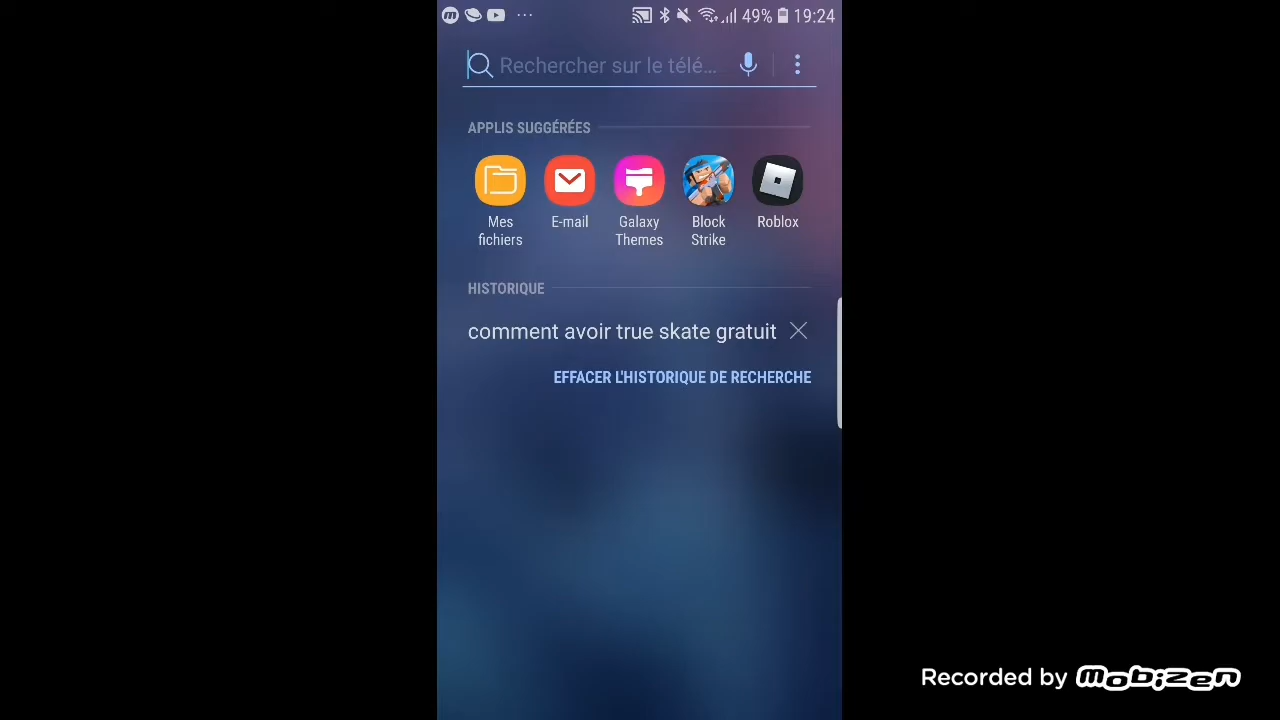 49% 19:24
Rechercher sur le télé...
APPLIS SUGGÉRÉES
Mes fichiers
E-mail
Galaxy Themes
Block Strike
Roblox
HISTORIQUE
comment avoir true skate gratuit
EFFACER L'HISTORIQUE DE RECHERCHE
Recorded by mobizen